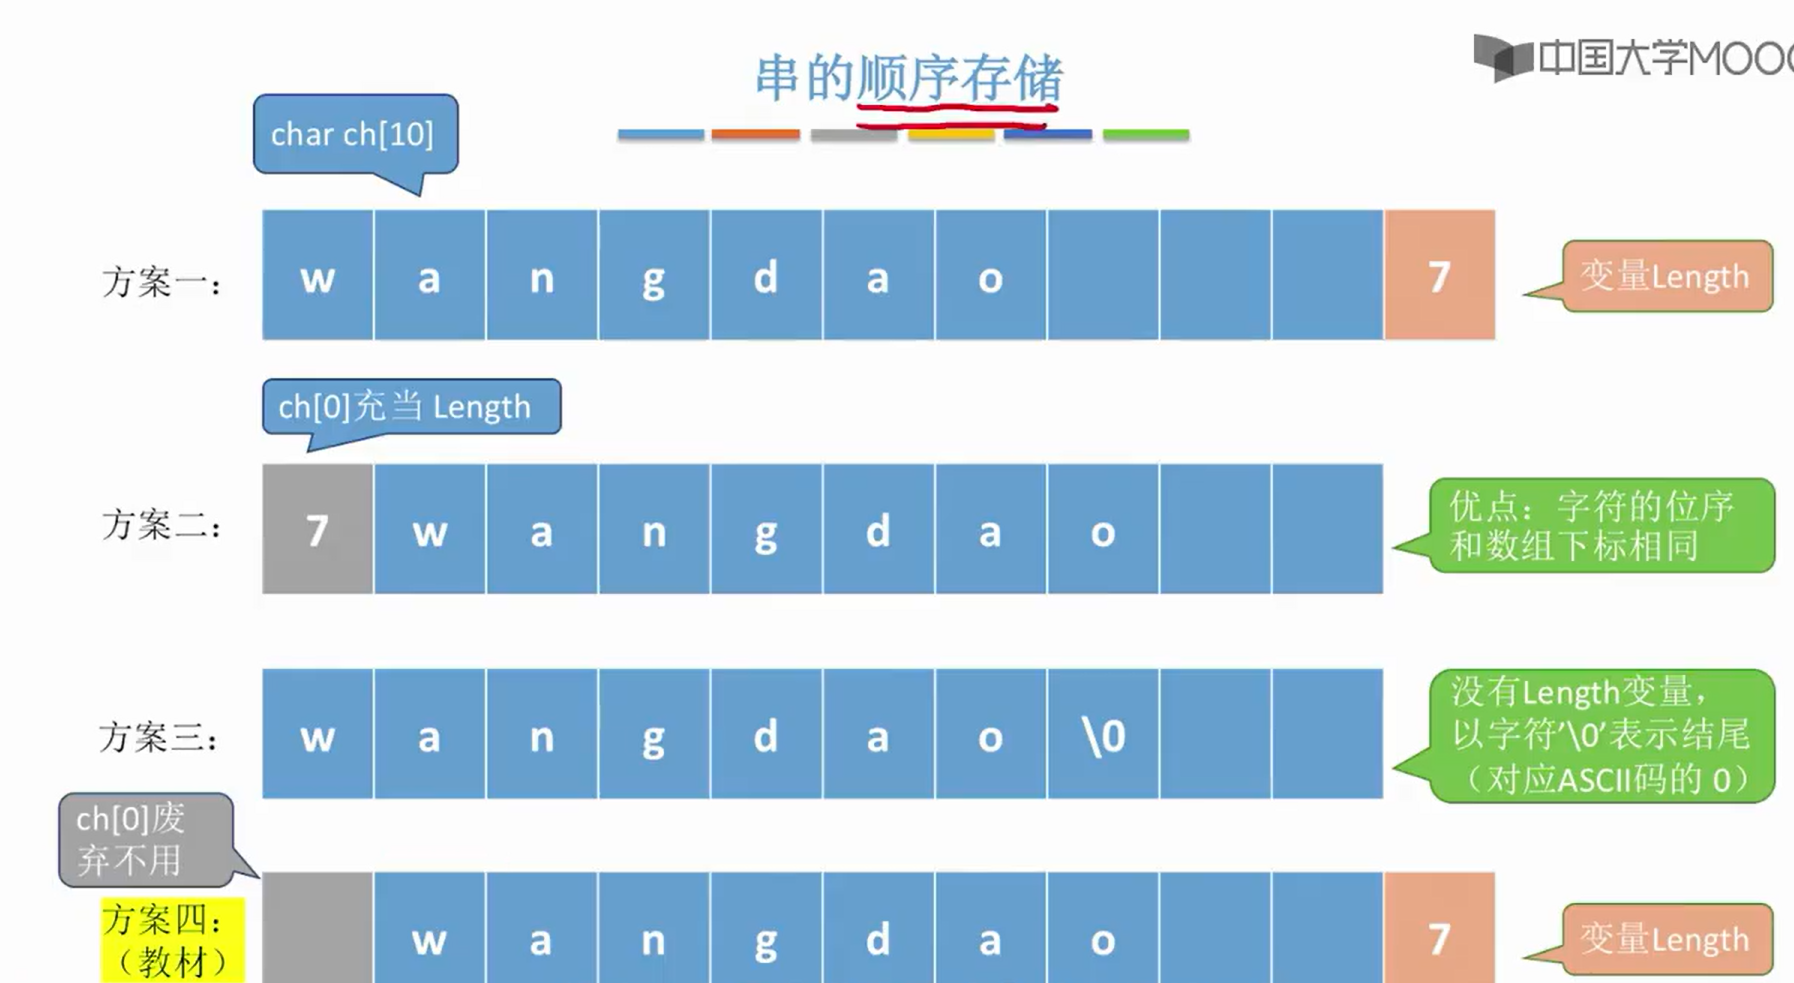 中国大学MOOC
串的顺序存储
char ch[10]
方案一：
w a n g d a o 7
变量Length
ch[0]充当 Length
方案二：
7 w a n g d a o
优点：字符的位序
和数组下标相同
方案三：
w a n g d a o \0
没有Length变量，
以字符’\0’表示结尾
（对应ASCII码的 0）
ch[0]废
弃不用
方案四：
（教材）
w a n g d a o 7
变量Length